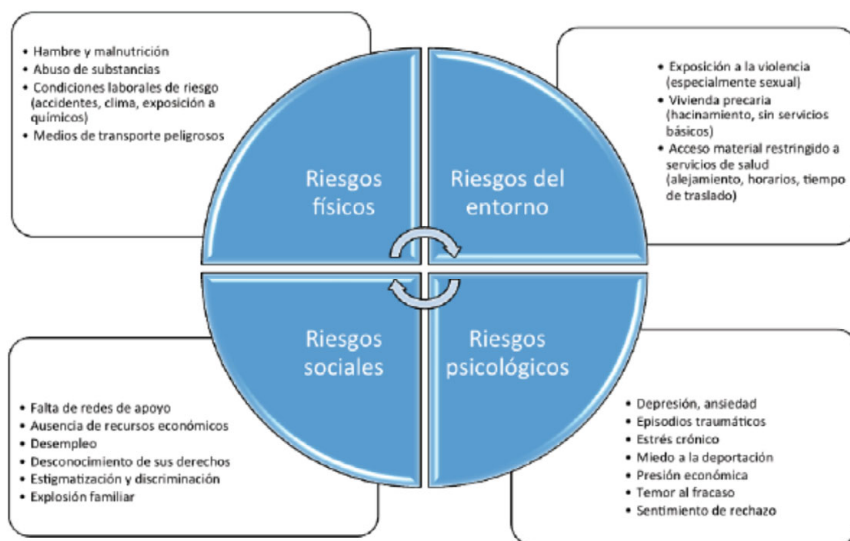 • Hambre y malnutrición
• Abuso de substancias
• Condiciones laborales de riesgo
(accidentes, clima, exposición a
químicos)
• Medios de transporte peligrosos
• Exposición a la violencia
(especialmente sexual)
• Vivienda precaria
(hacinamiento, sin servicios
básicos)
• Acceso material restringido a
servicios de salud
(alejamiento, horarios, tiempo
de traslado)
Riesgos
físicos
Riesgos del
entorno
Riesgos
sociales
Riesgos
psicológicos
• Falta de redes de apoyo
• Ausencia de recursos económicos
• Desempleo
• Desconocimiento de sus derechos
• Estigmatización y discriminación
• Explosión familiar
• Depresión, ansiedad
• Episodios traumáticos
• Estrés crónico
• Miedo a la deportación
• Presión económica
• Temor al fracaso
• Sentimiento de rechazo